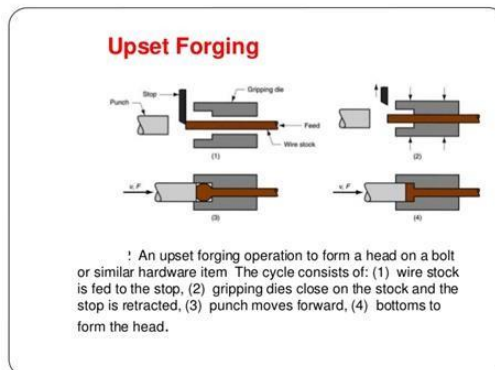 Upset Forging
Stop
Gripping die
Punch
Feed
Wire stock
(1)
(2)
v, F
v, F
(3)
(4)
! An upset forging operation to form a head on a bolt
or similar hardware item The cycle consists of: (1) wire stock
is fed to the stop, (2) gripping dies close on the stock and the
stop is retracted, (3) punch moves forward, (4) bottoms to
form the head.